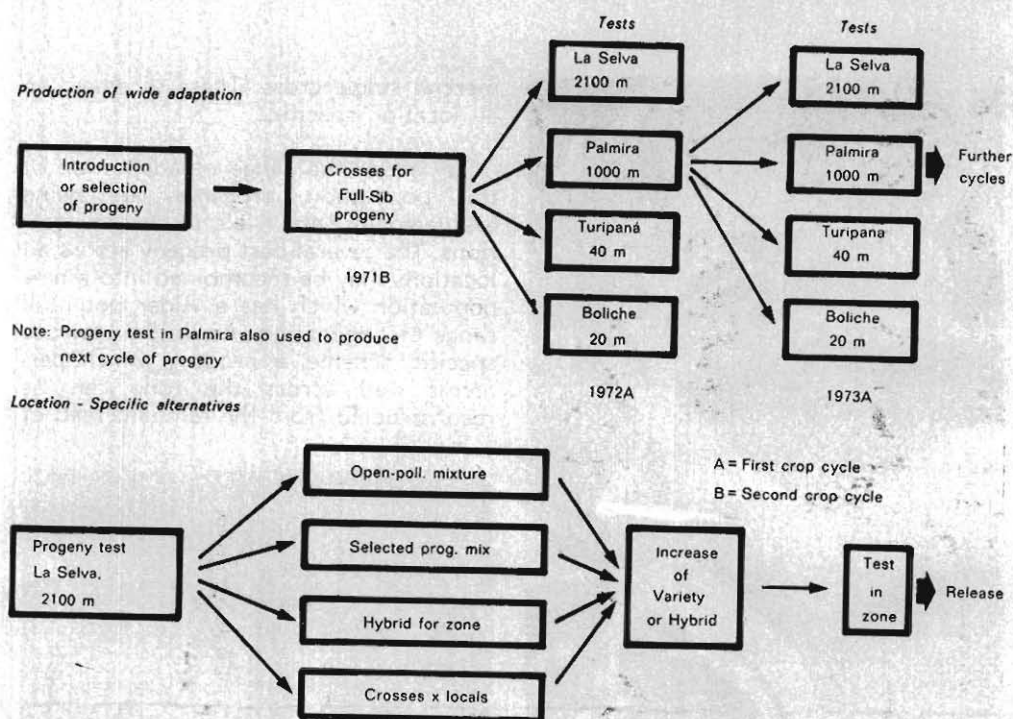 Tests
Tests
La Selva
2100 m
La Selva
2100 m
Production of wide adaptation
Introduction
or selection
of progeny
Crosses for
Full-Sib
progeny
1971B
Palmira
1000 m
Palmira
1000 m
Further
cycles
Turipaná
40 m
Turipana
40 m
Boliche
20 m
Boliche
20 m
1972A
1973A
Note: Progeny test in Palmira also used to produce
next cycle of progeny
Location - Specific alternatives
A = First crop cycle
B = Second crop cycle
Progeny test
La Selva,
2100 m
Open-poll. mixture
Selected prog. mix
Hybrid for zone
Crosses x locals
Increase
of
Variety
or Hybrid
Test
in
zone
Release